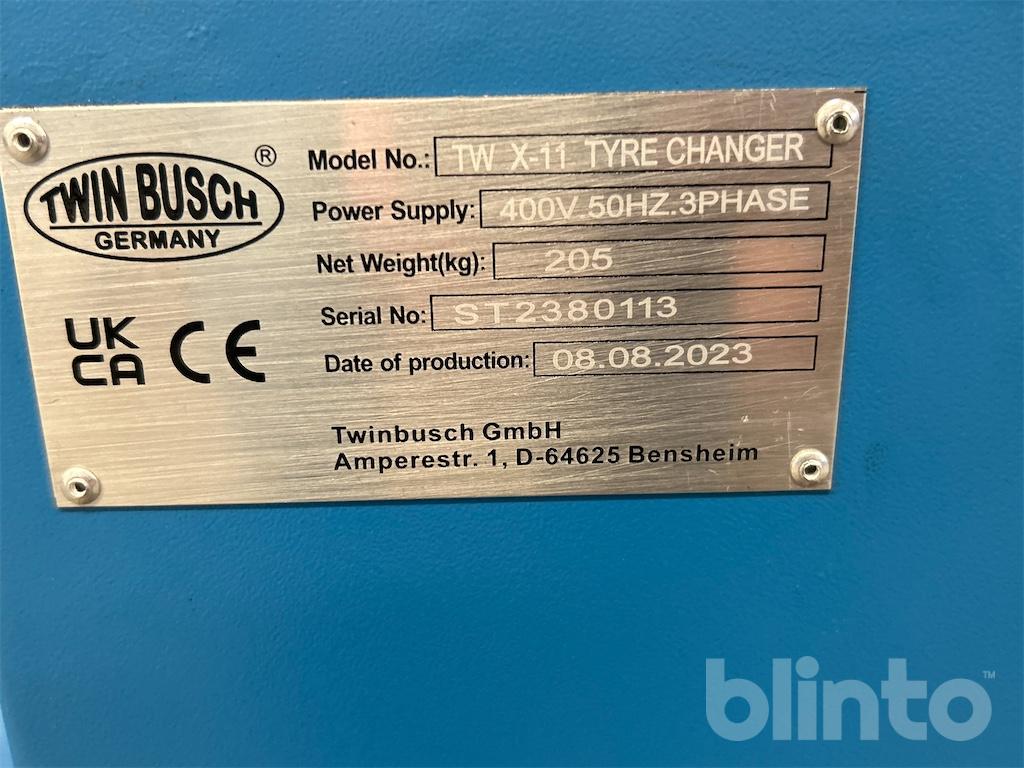 TWIN BUSCH ®
GERMANY
UK
CA CE
Model No.: TW X-11 TYRE CHANGER
Power Supply: 400V.50HZ.3PHASE
Net Weight(kg): 205
Serial No: ST2380113
Date of production: 08.08.2023
Twinbusch GmbH
Amperestr. 1, D-64625 Bensheim
blinto™